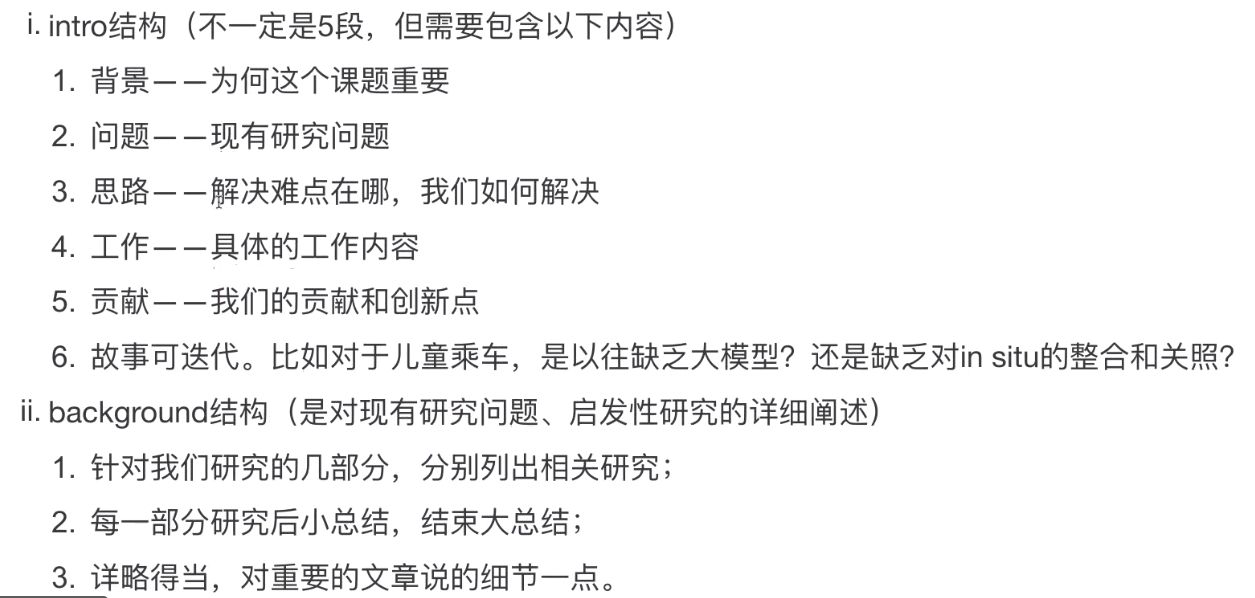 i. intro结构（不一定是5段，但需要包含以下内容）
1. 背景——为何这个课题重要
2. 问题——现有研究问题
3. 思路——解决难点在哪，我们如何解决
4. 工作——具体的工作内容
5. 贡献——我们的贡献和创新点
6. 故事可迭代。比如对于儿童乘车，是以往缺乏大模型？还是缺乏对in situ的整合和关照？
ii. background结构（是对现有研究问题、启发性研究的详细阐述）
1. 针对我们研究的几部分，分别列出相关研究；
2. 每一部分研究后小总结，结束大总结；
3. 详略得当，对重要的文章说的细节一点。